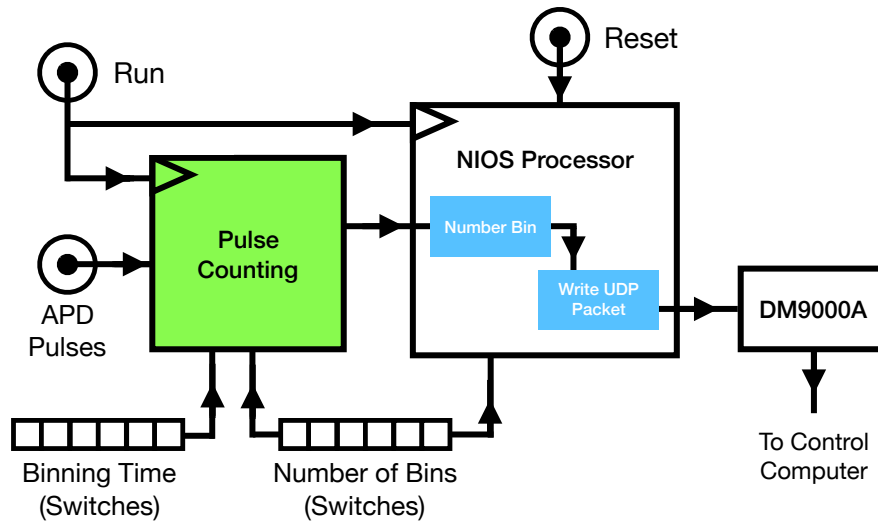 Reset
Run
NIOS Processor
Pulse
Counting
Number Bin
Write UDP
Packet
DM9000A
APD
Pulses
Binning Time
(Switches)
Number of Bins
(Switches)
To Control
Computer